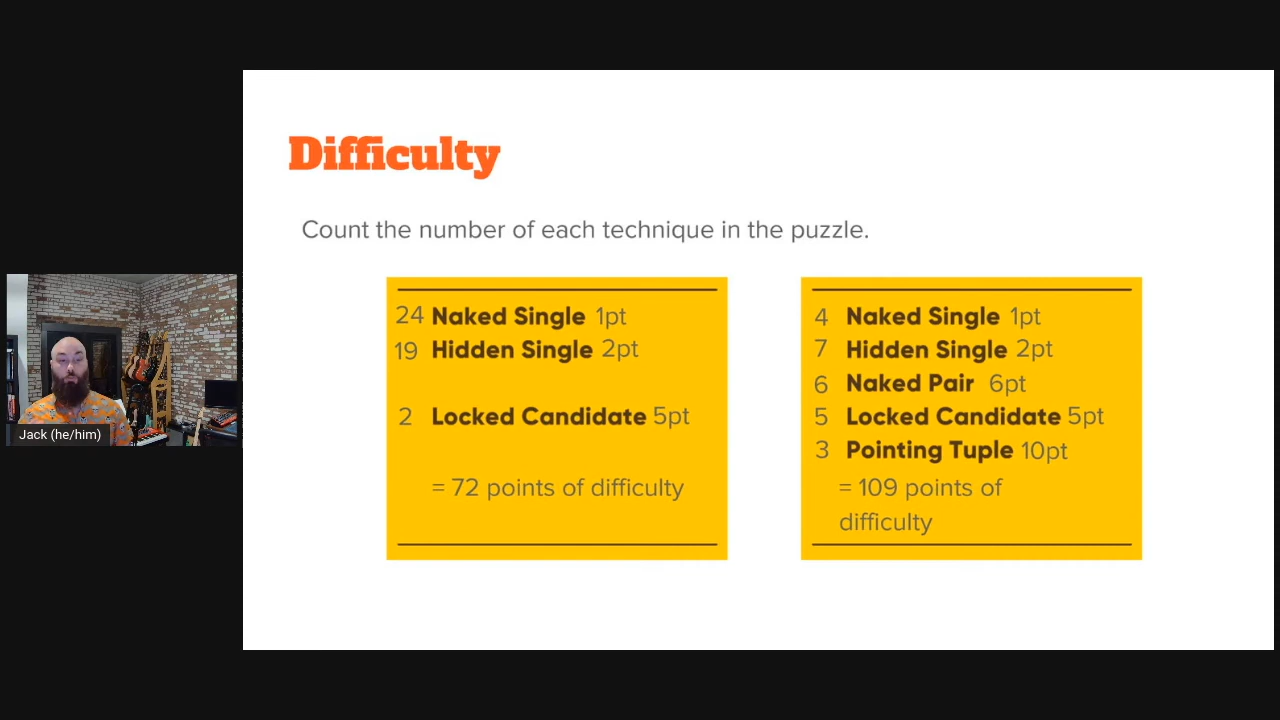 Difficulty
Count the number of each technique in the puzzle.
24 Naked Single 1pt
19 Hidden Single 2pt
2 Locked Candidate 5pt
= 72 points of difficulty
4 Naked Single 1pt
7 Hidden Single 2pt
6 Naked Pair 6pt
5 Locked Candidate 5pt
3 Pointing Tuple 10pt
= 109 points of
difficulty
Jack (he/him)